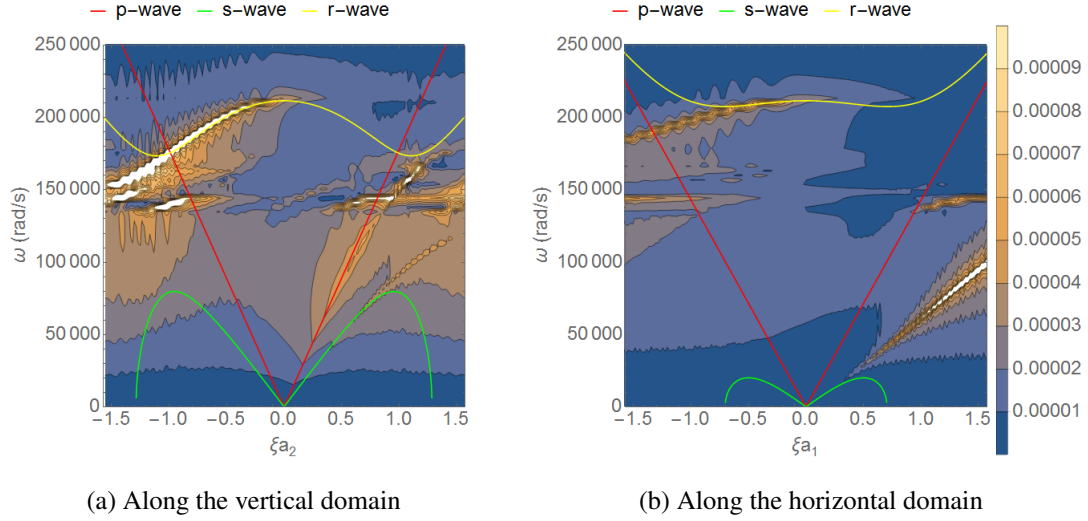 p-wave s-wave r-wave
250 000
200 000
150 000
100 000
50 000
0
ω (rad/s)
-1.5 -1.0 -0.5 0.0 0.5 1.0 1.5
ξa₂
(a) Along the vertical domain
p-wave s-wave r-wave
250 000
200 000
150 000
100 000
50 000
0
ω (rad/s)
-1.5 -1.0 -0.5 0.0 0.5 1.0 1.5
ξa₁
(b) Along the horizontal domain
0.00009
0.00008
0.00007
0.00006
0.00005
0.00004
0.00003
0.00002
0.00001